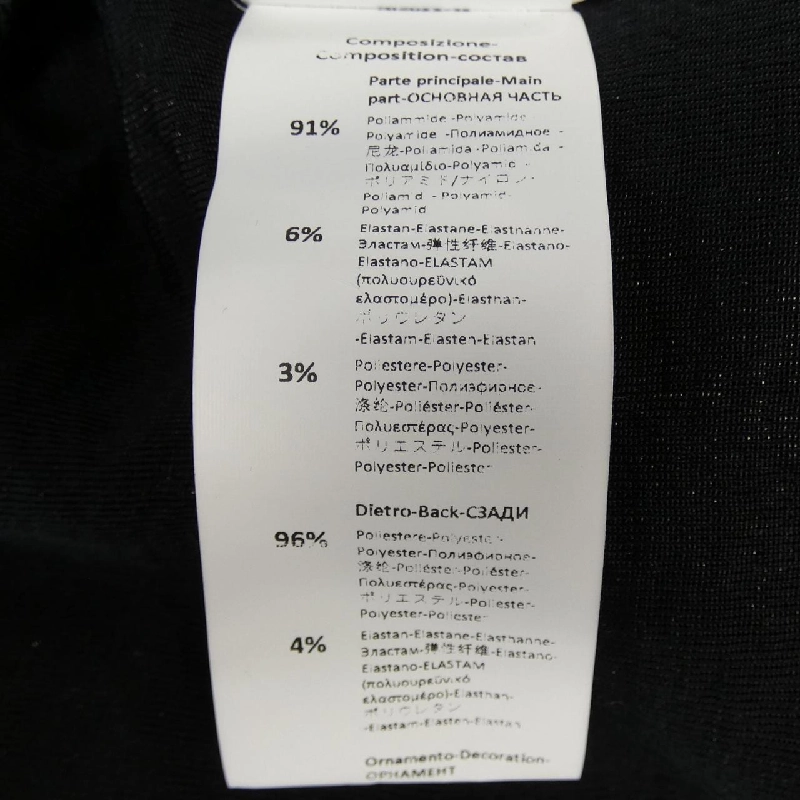 Composizione-
Composition-состав
Parte principale-Main
part-ОСНОВНАЯ ЧАСТЬ
91% Poliammide -Polyamide
Polyamide -Полиамидное -
尼龙-Poliamida -Poliamida -
Πολυαμίδιο-Polyamid -
ポリアミド/ナイロン-
Poliamid - Polyamid-
Polyamid
6% Elastan-Elastane-Elasthanne-
Эластам-弹性纤维-Elastano-
Elastano-ELASTAM
(πολυουρεϋνικό
ελαστομέρο)-Elasthan-
ポリウレタン
-Elastam-Elasten-Elastan
3% Poliestere-Polyester-
Polyester-Полиэфионое-
涤纶-Poliéster-Poliéster-
Πολυεστέρας-Polyester-
ポリエステル-Poliester-
Polyester-Poliester
Dietro-Back-СЗАДИ
96% Poliestere-Polyester-
Polyester-Полиэфионое-
涤纶-Poliéster-Poliéster-
Πολυεστέρας-Polyester-
ポリエステル-Poliester-
Polyester-Poliester
4% Elastan-Elastane-Elasthanne-
Эластам-弹性纤维-Elastano-
Elastano-ELASTAM
(πολυουρεϋνικό
ελαστομέρο)-Elasthan-
ポリウレタン
-Elastam-Elasten-Elastan
Ornamento-Decoration-
ОРНАМЕНТ